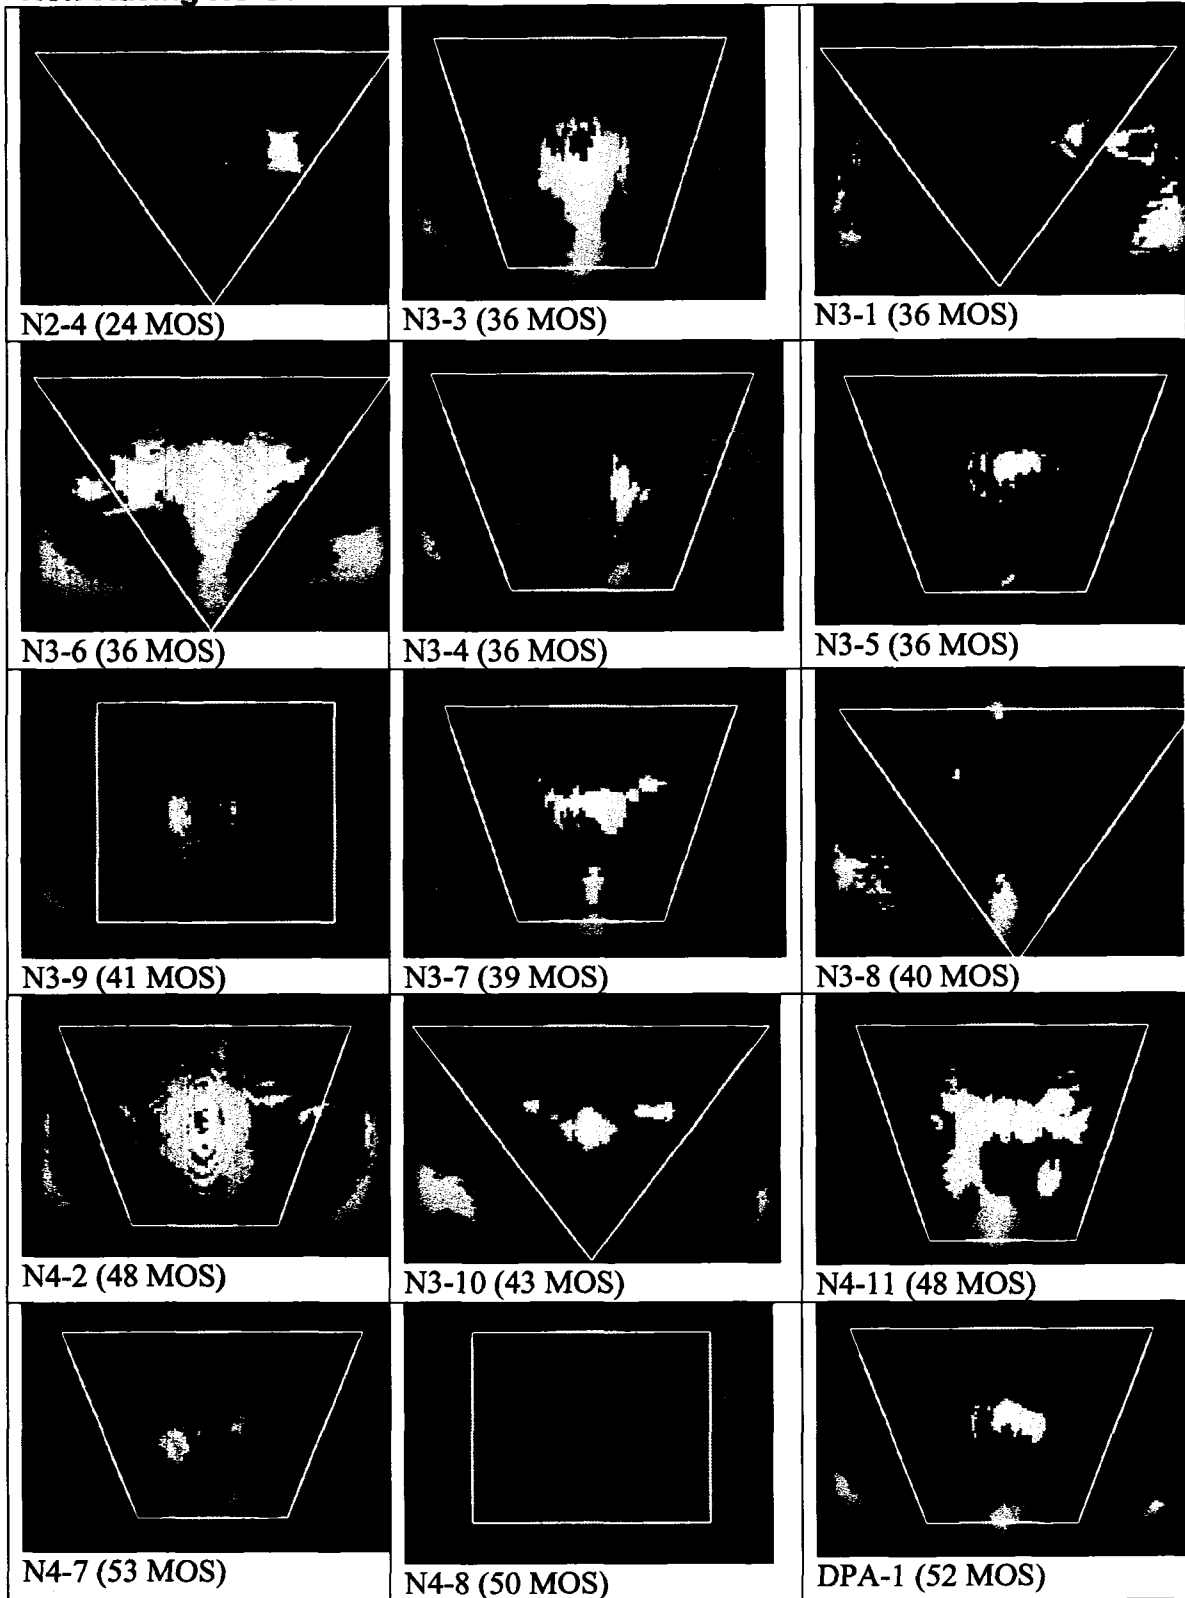 N2-4 (24 MOS)
N3-3 (36 MOS)
N3-1 (36 MOS)
N3-6 (36 MOS)
N3-4 (36 MOS)
N3-5 (36 MOS)
N3-9 (41 MOS)
N3-7 (39 MOS)
N3-8 (40 MOS)
N4-2 (48 MOS)
N3-10 (43 MOS)
N4-11 (48 MOS)
N4-7 (53 MOS)
N4-8 (50 MOS)
DPA-1 (52 MOS)